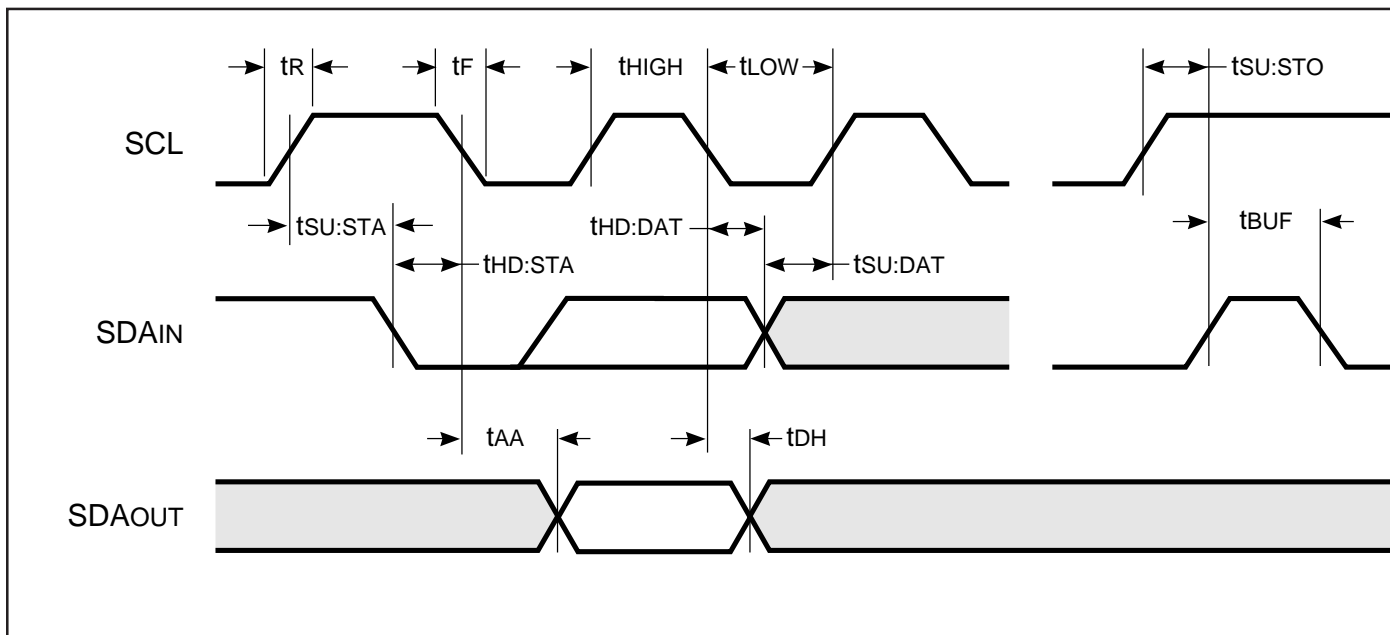 tR tF tHIGH tLOW tSU:STO
SCL
tSU:STA tHD:DAT tBUF
tHD:STA tSU:DAT
SDAIN
tAA tDH
SDAOUT